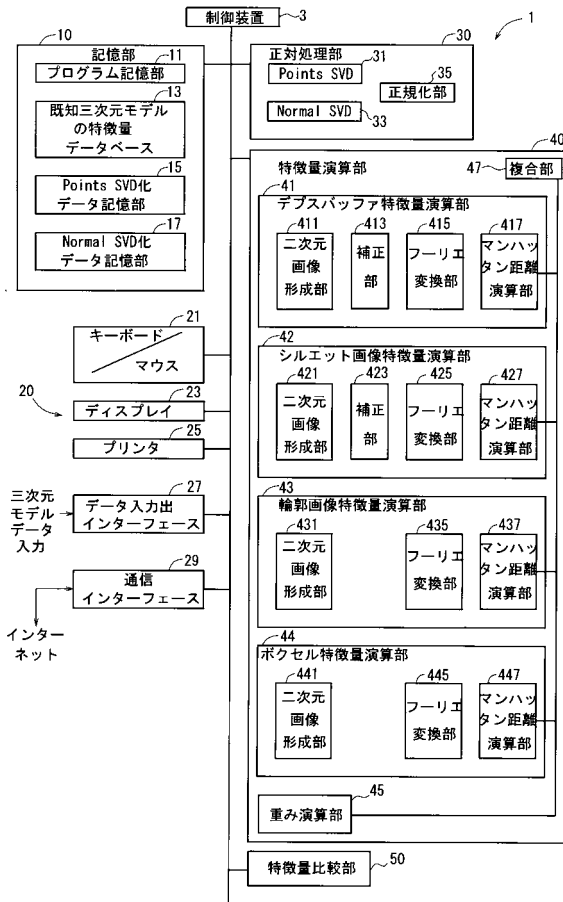 制御装置
3
1
10
記憶部
11
プログラム記憶部
13
既知三次元モデル
の特徴量
データベース
15
Points SVD化
データ記憶部
17
Normal SVD化
データ記憶部
20
21
キーボード
マウス
23
ディスプレイ
25
プリンタ
27
三次元
モデル
データ
入力
データ入力出
インターフェース
29
通信
インターフェース
インター
ネット
30
正対処理部
31
Points SVD
35
正規化部
Normal SVD
33
40
特徴量演算部
47
複合部
41
デプスバッファ特徴量演算部
411
二次元
画像
形成部
413
補正
部
415
フーリエ
変換部
417
マンハッ
タン距離
演算部
42
シルエット画像特徴量演算部
421
二次元
画像
形成部
423
補正
部
425
フーリエ
変換部
427
マンハッ
タン距離
演算部
43
輪郭画像特徴量演算部
431
二次元
画像
形成部
435
フーリエ
変換部
437
マンハッ
タン距離
演算部
44
ボクセル特徴量演算部
441
二次元
画像
形成部
445
フーリエ
変換部
447
マンハッ
タン距離
演算部
45
重み演算部
50
特徴量比較部